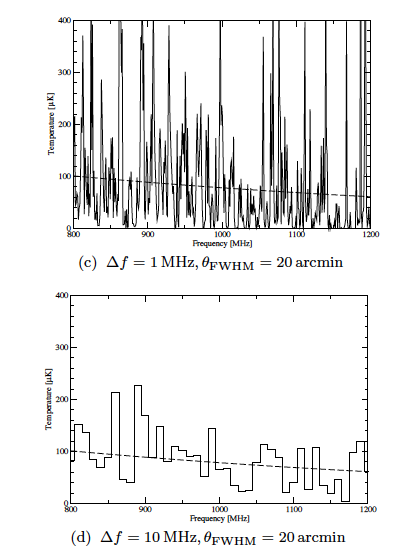 400
300
200
100
0
Temperature [μK]
800 900 1000 1100 1200
Frequency [MHz]
(c) Δf = 1 MHz, θFWHM = 20 arcmin
400
300
200
100
0
Temperature [μK]
800 900 1000 1100 1200
Frequency [MHz]
(d) Δf = 10 MHz, θFWHM = 20 arcmin